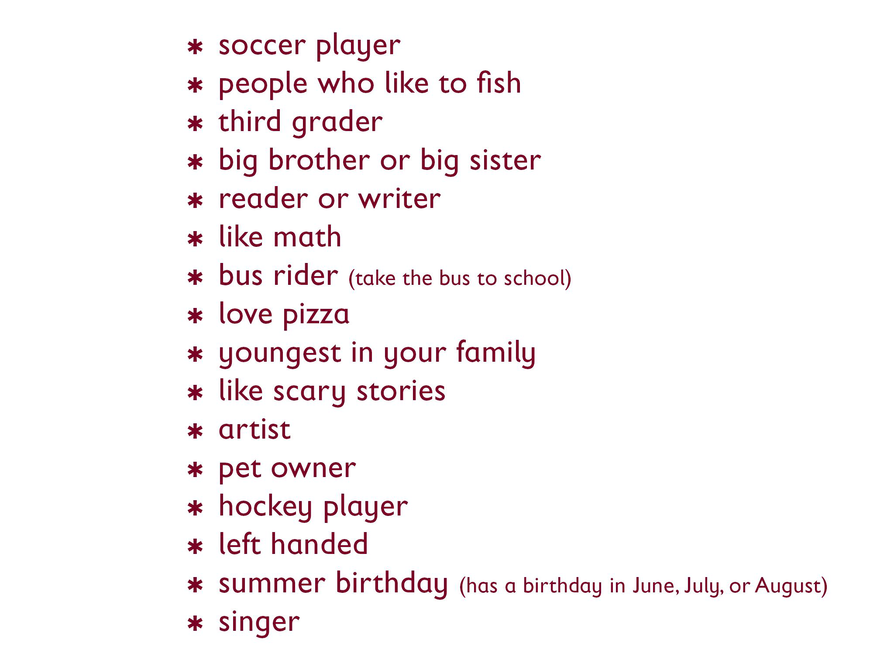 * soccer player
* people who like to fish
* third grader
* big brother or big sister
* reader or writer
* like math
* bus rider (take the bus to school)
* love pizza
* youngest in your family
* like scary stories
* artist
* pet owner
* hockey player
* left handed
* summer birthday (has a birthday in June, July, or August)
* singer